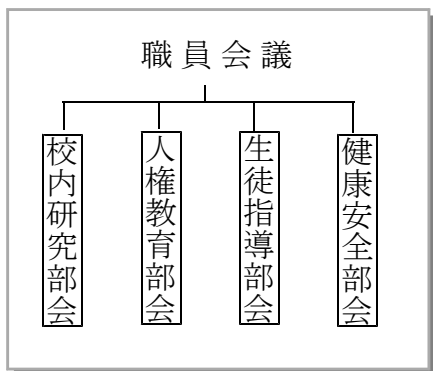 職員会議
校内研究部会
人権教育部会
生徒指導部会
健康安全部会